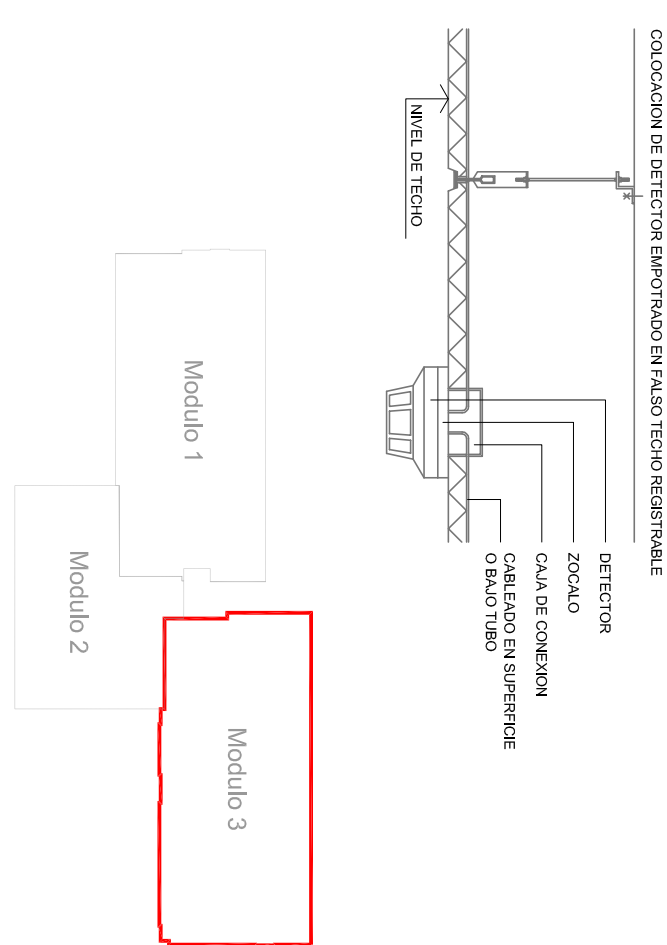 COLOCACION DE DETECTOR EMPOTRADO EN FALSO TECHO REGISTRABLE
NIVEL DE TECHO
DETECTOR
ZOCALO
CAJA DE CONEXION
CABLEADO EN SUPERFICIE
O BAJO TUBO
Modulo 1
Modulo 2
Modulo 3